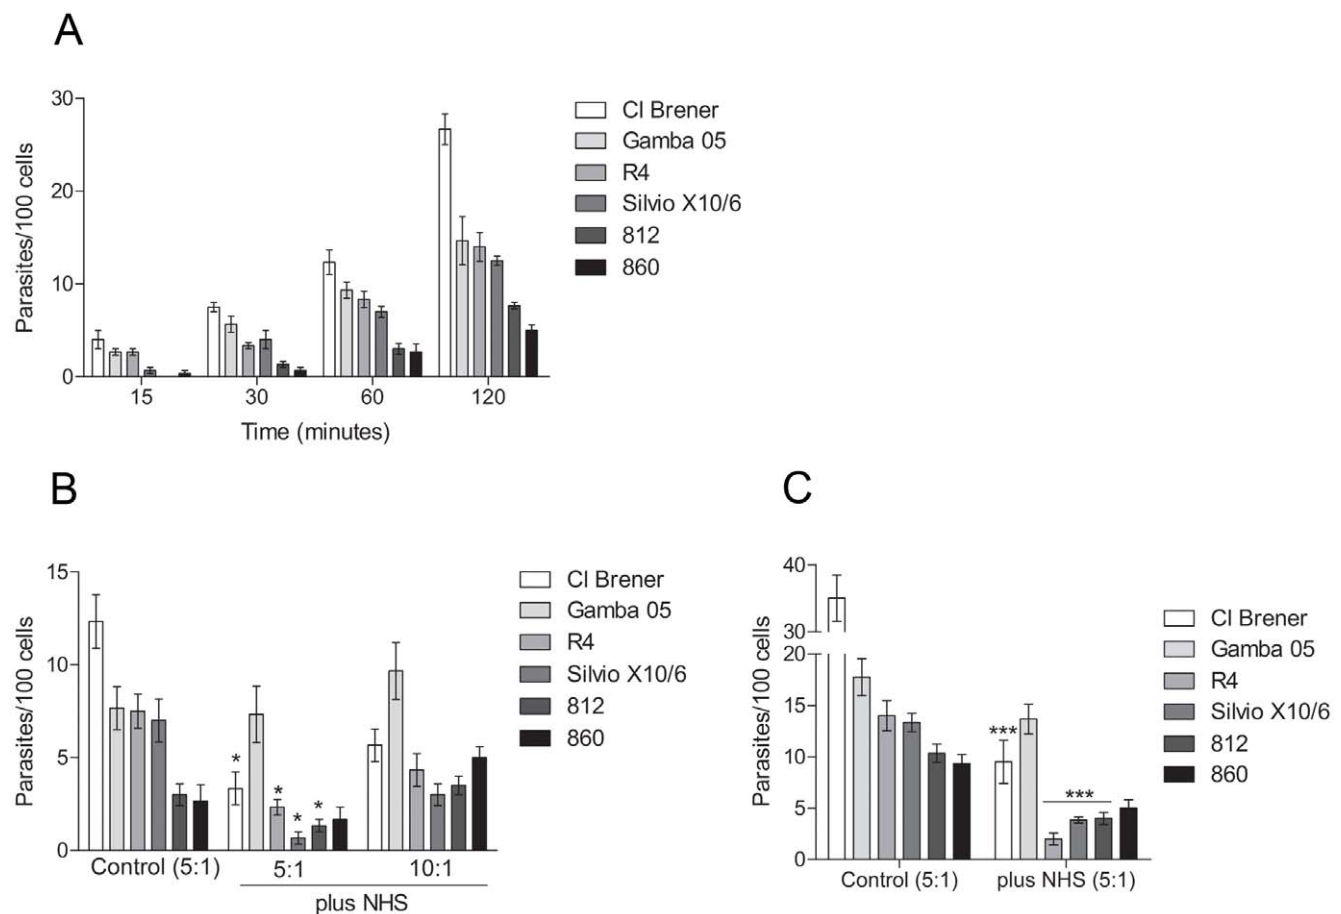 A
Parasites/100 cells
30
20
10
0
15 30 60 120
Time (minutes)
Cl Brener
Gamba 05
R4
Silvio X10/6
812
860
B
Parasites/100 cells
15
10
5
0
* * * *
Control (5:1) 5:1 10:1
plus NHS
Cl Brener
Gamba 05
R4
Silvio X10/6
812
860
C
Parasites/100 cells
40
30
20
15
10
5
0
***
***
Control (5:1) plus NHS (5:1)
Cl Brener
Gamba 05
R4
Silvio X10/6
812
860